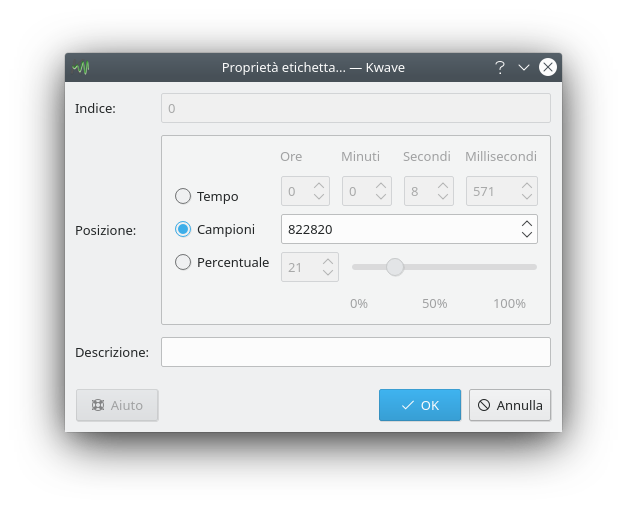 Proprietà etichetta... — Kwave
Indice: 0
Ore Minuti Secondi Millisecondi
Tempo 0 0 8 571
Posizione: Campioni 822820
Percentuale 21
0% 50% 100%
Descrizione:
Aiuto OK Annulla